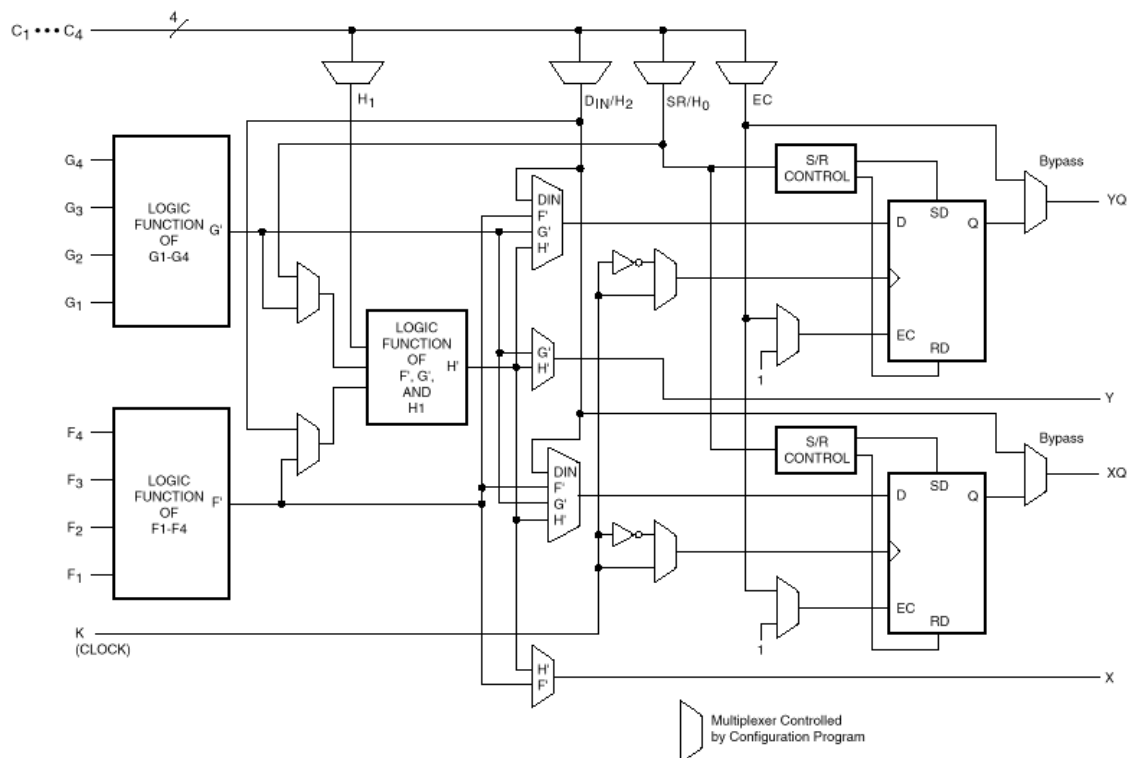 C1 ••• C4
4
H1
DIN/H2
SR/H0
EC
G4
G3
G2
G1
LOGIC
FUNCTION
OF
G1-G4
G'
DIN
F'
G'
H'
S/R
CONTROL
D
SD
Q
EC
RD
1
Bypass
YQ
LOGIC
FUNCTION
OF
F', G',
AND
H1
H'
G'
H'
Y
F4
F3
F2
F1
LOGIC
FUNCTION
OF
F1-F4
F'
DIN
F'
G'
H'
S/R
CONTROL
D
SD
Q
EC
RD
1
Bypass
XQ
K
(CLOCK)
H'
F'
X
Multiplexer Controlled
by Configuration Program